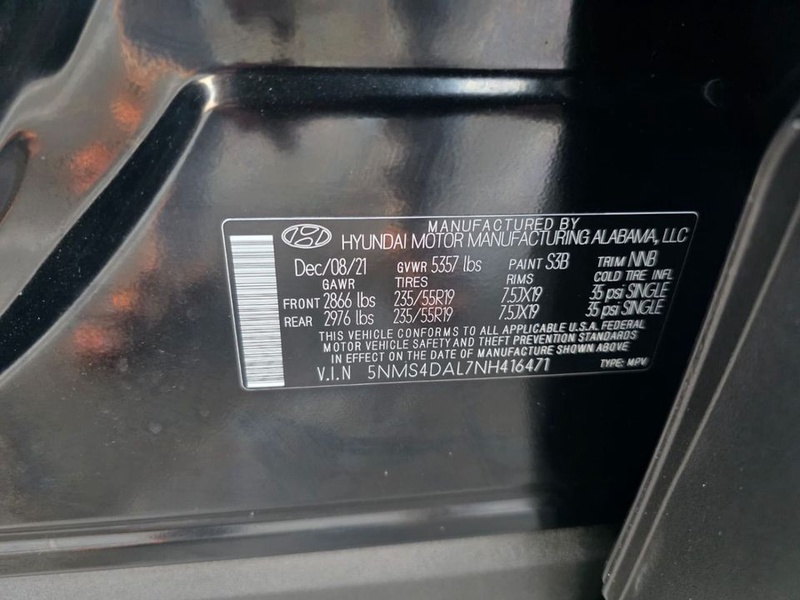 MANUFACTURED BY
HYUNDAI MOTOR MANUFACTURING ALABAMA, LLC
Dec/08/21 GVWR 5357 lbs PAINT S3B TRIM NNB
GAWR TIRES RIMS COLD TIRE INFL
FRONT 2866 lbs 235/55R19 7.5JX19 35 psi SINGLE
REAR 2976 lbs 235/55R19 7.5JX19 35 psi SINGLE
THIS VEHICLE CONFORMS TO ALL APPLICABLE U.S.A. FEDERAL
MOTOR VEHICLE SAFETY AND THEFT PREVENTION STANDARDS
IN EFFECT ON THE DATE OF MANUFACTURE SHOWN ABOVE
V.I.N 5NMS4DAL7NH416471 TYPE: MPV